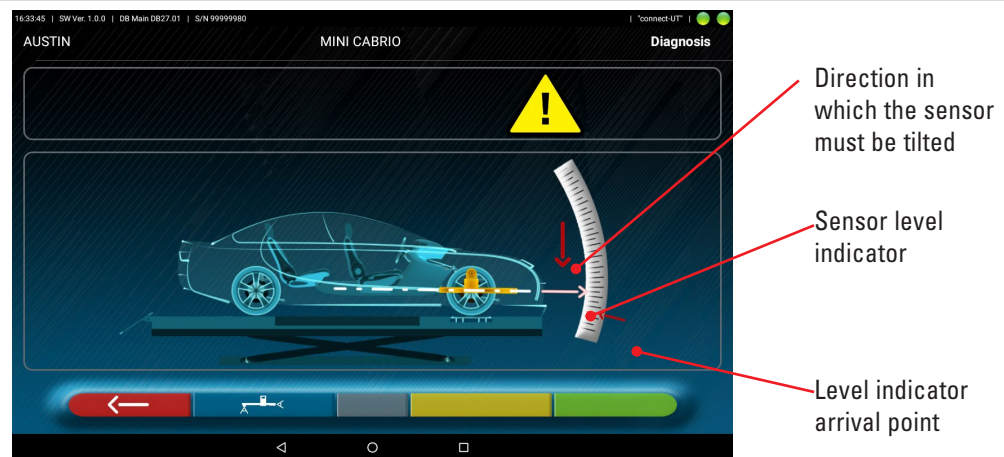 16:33:45 | SW Ver. 1.0.0 | DB Main DB27.01 | S/N 99999980 | "connect-UT" |
AUSTIN MINI CABRIO Diagnosis
!
Direction in
which the sensor
must be tilted
Sensor level
indicator
Level indicator
arrival point